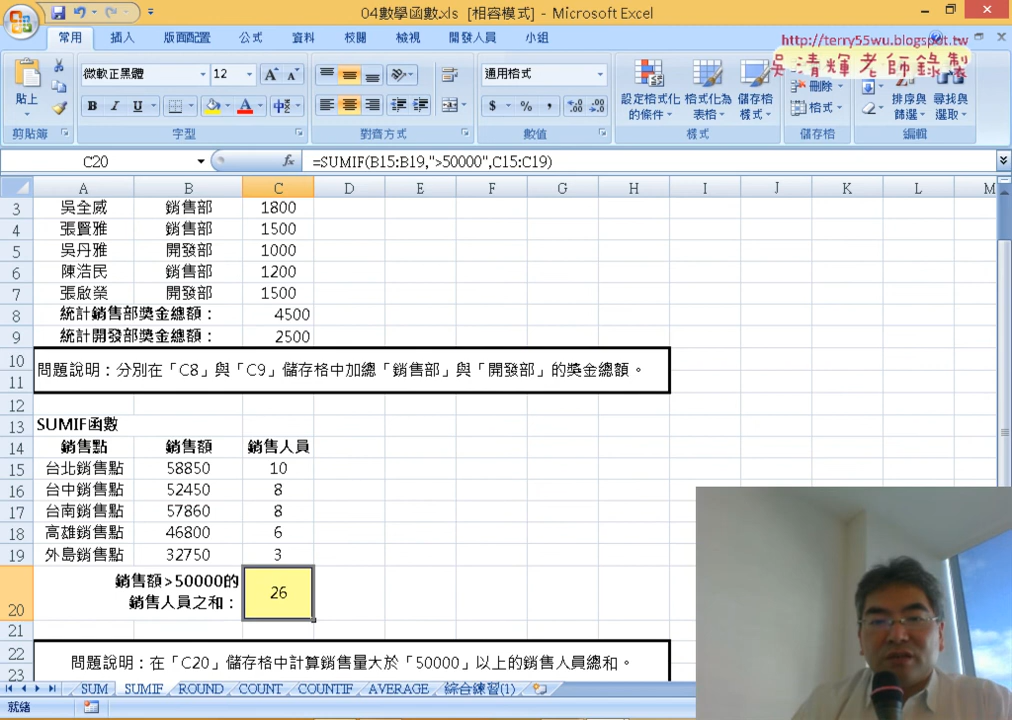 04數學函數.xls [相容模式] - Microsoft Excel
常用 插入 版面配置 公式 資料 校閱 檢視 開發人員 小組
http://terry55wu.blogspot.tw
吳清輝老師錄製
貼上 微軟正黑體 12 通用格式 設定格式化的條件 格式化為表格 儲存格樣式 刪除 格式 排序與篩選 尋找與選取
剪貼簿 字型 對齊方式 數值 樣式 儲存格 編輯
C20 fx =SUMIF(B15:B19,">50000",C15:C19)
A B C D E F G H I J K L M
3 吳全威 銷售部 1800
4 張賢雅 銷售部 1500
5 吳丹雅 開發部 1000
6 陳浩民 銷售部 1200
7 張啟榮 開發部 1500
8 統計銷售部獎金總額： 4500
9 統計開發部獎金總額： 2500
10
問題說明：分別在「C8」與「C9」儲存格中加總「銷售部」與「開發部」的獎金總額。
11
12
13 SUMIF函數
14 銷售點 銷售額 銷售人員
15 台北銷售點 58850 10
16 台中銷售點 52450 8
17 台南銷售點 57860 8
18 高雄銷售點 46800 6
19 外島銷售點 32750 3
銷售額>50000的
20 銷售人員之和： 26
21
22 問題說明：在「C20」儲存格中計算銷售量大於「50000」以上的銷售人員總和。
23
SUM SUMIF ROUND COUNT COUNTIF AVERAGE 綜合練習(1)
就緒